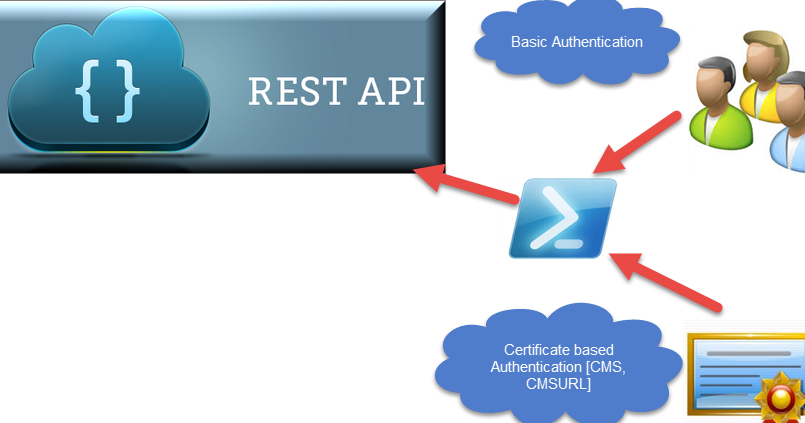 { }
REST API
Basic Authentication
Certificate based
Authentication [CMS,
CMSURL]